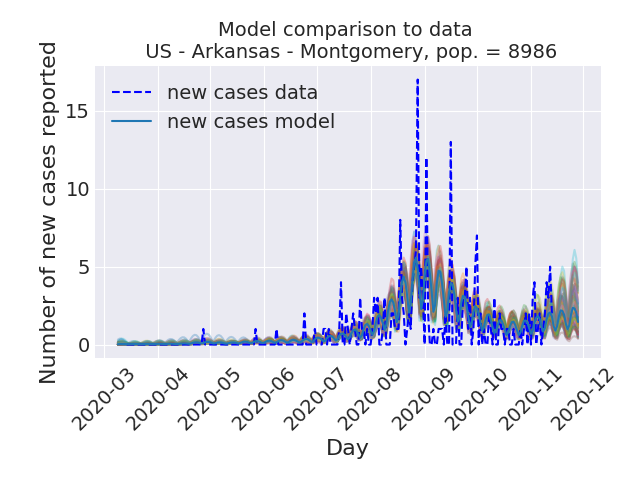 Model comparison to data
US - Arkansas - Montgomery, pop. = 8986
new cases data
new cases model
Number of new cases reported
15
10
5
0
2020-03
2020-04
2020-05
2020-06
2020-07
2020-08
2020-09
2020-10
2020-11
2020-12
Day